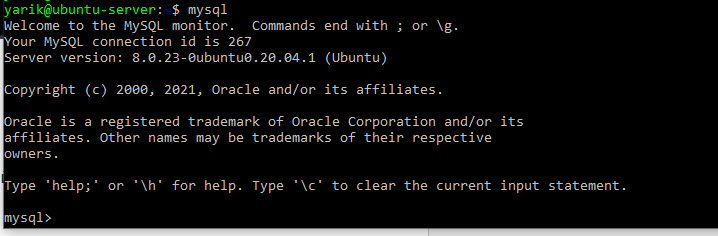 yarik@ubuntu-server:~$ mysql
Welcome to the MySQL monitor.  Commands end with ; or \g.
Your MySQL connection id is 267
Server version: 8.0.23-0ubuntu0.20.04.1 (Ubuntu)
Copyright (c) 2000, 2021, Oracle and/or its affiliates.
Oracle is a registered trademark of Oracle Corporation and/or its
affiliates. Other names may be trademarks of their respective
owners.
Type 'help;' or '\h' for help. Type '\c' to clear the current input statement.
mysql>